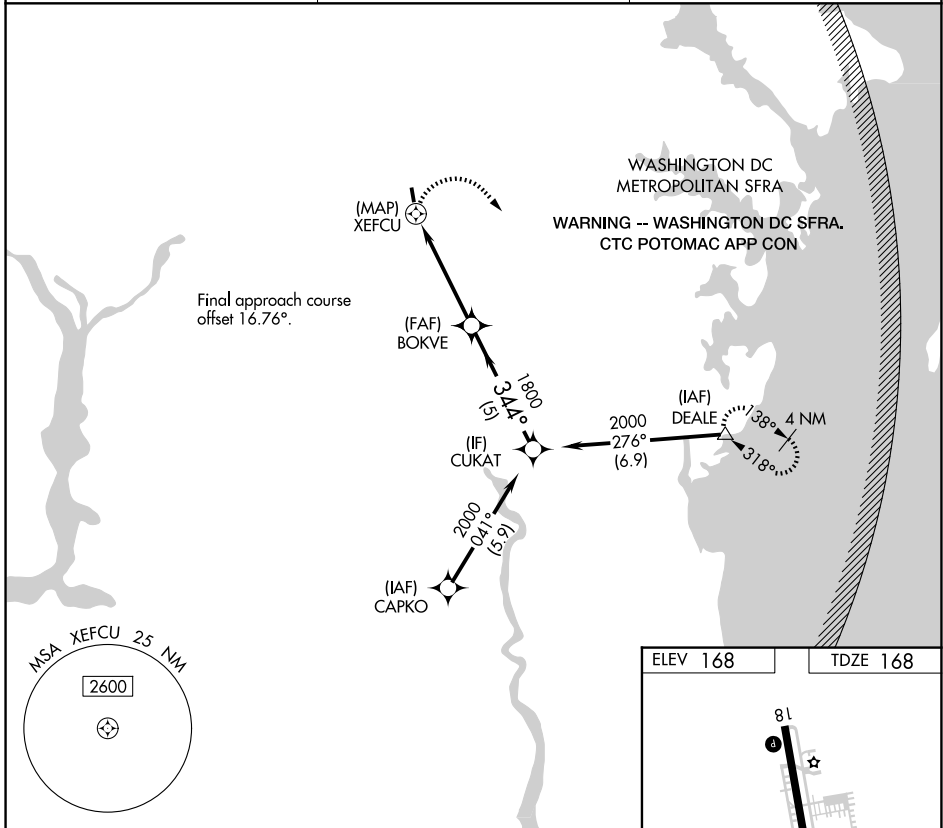 WASHINGTON DC
METROPOLITAN SFRA
WARNING -- WASHINGTON DC SFRA.
CTC POTOMAC APP CON
(MAP)
XEFCU
Final approach course
offset 16.76°.
(FAF)
BOKVE
1800
344°
(5)
(IAF)
DEALE
138°
4 NM
318°
2000
276°
(6.9)
(IF)
CUKAT
2000
041°
(5.9)
(IAF)
CAPKO
MSA XEFCU 25 NM
2600
ELEV 168
TDZE 168
18
P